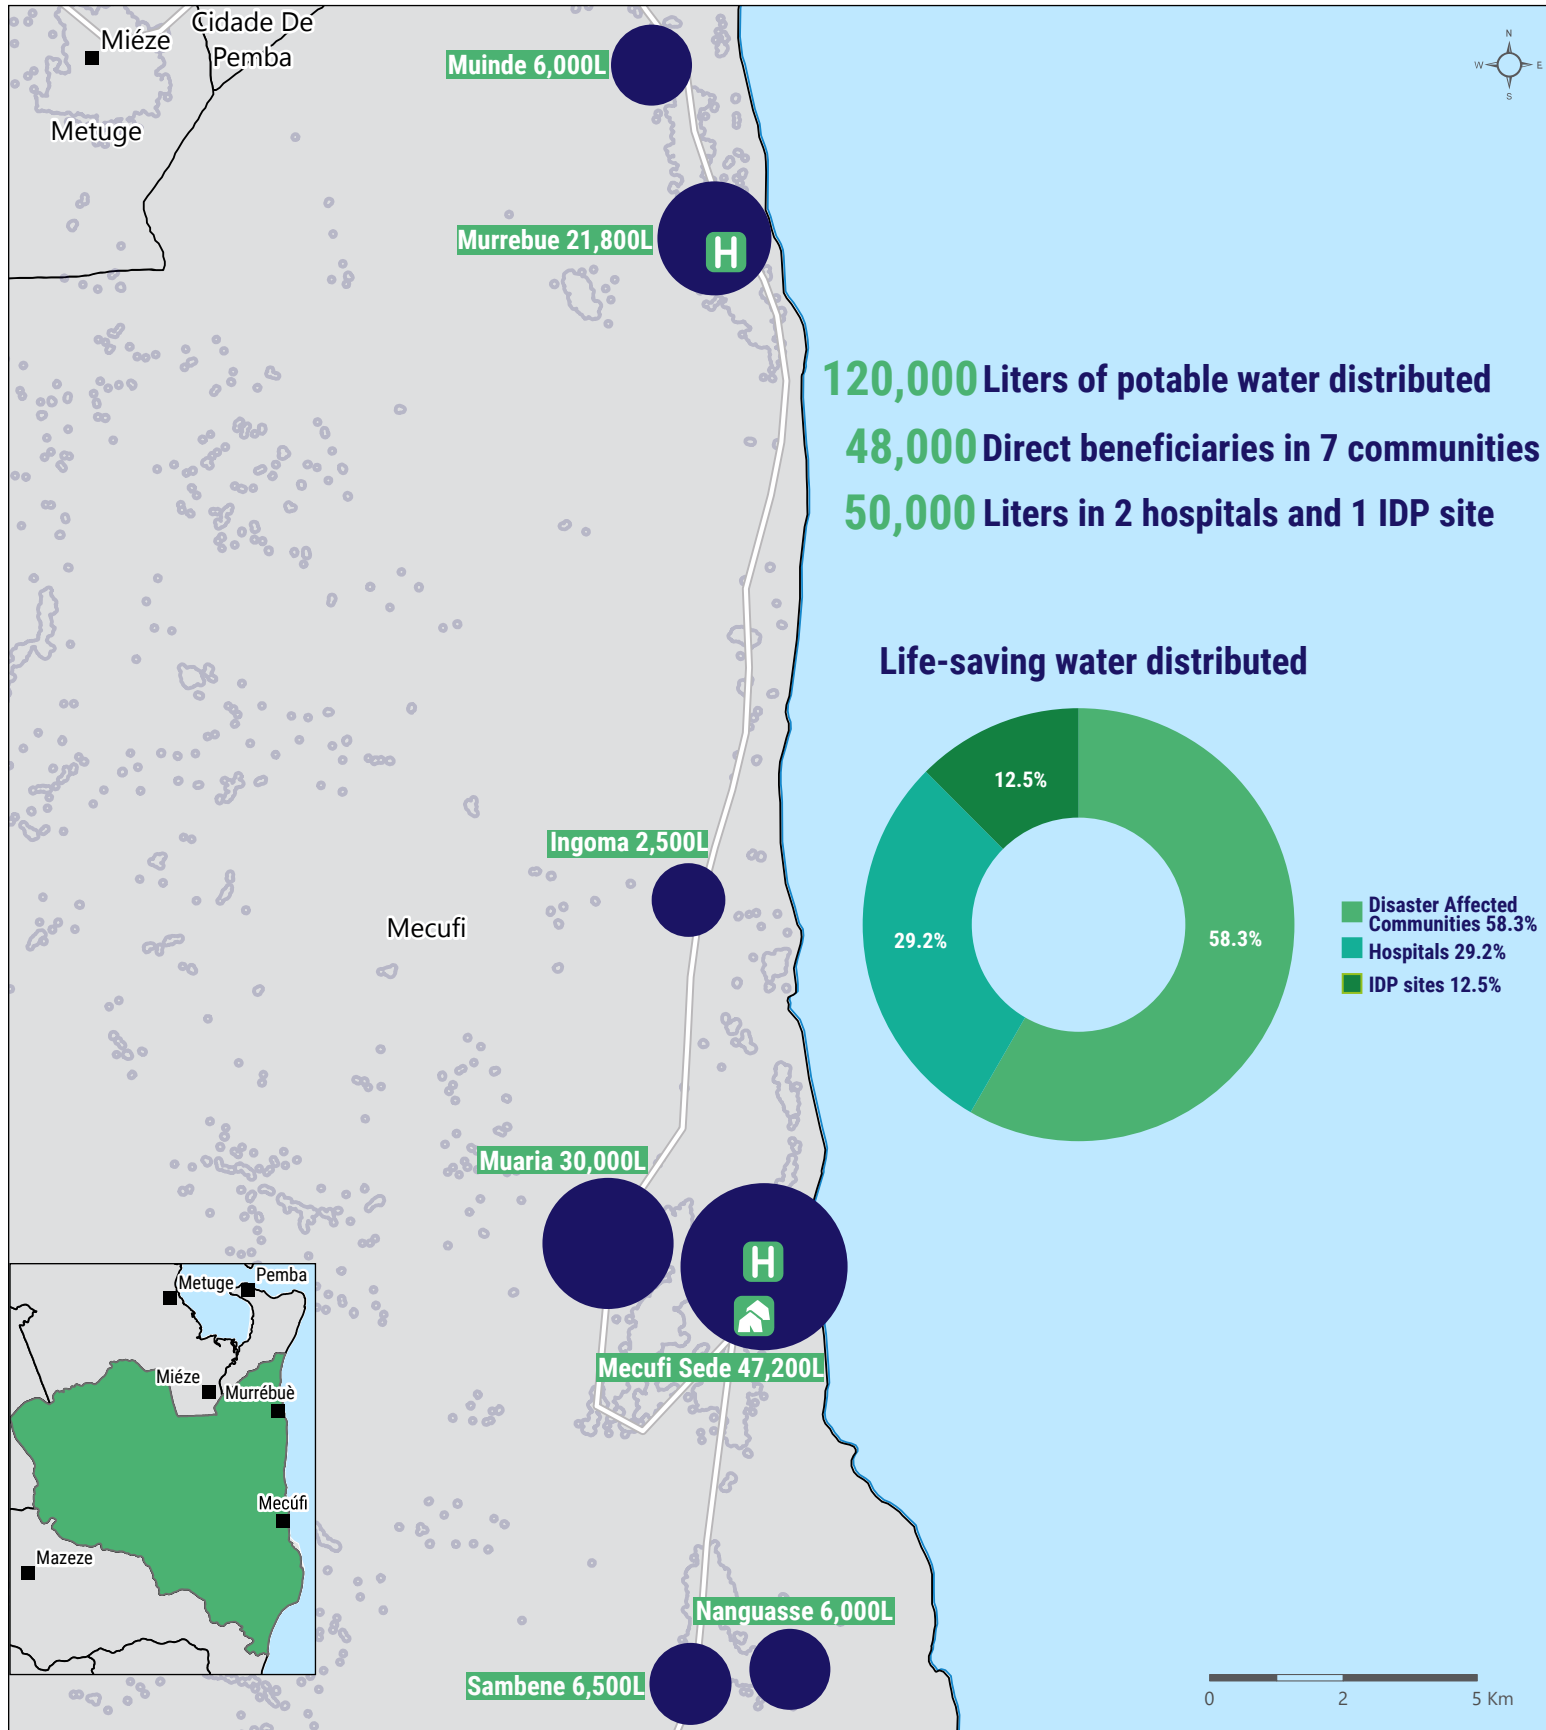 Cidade De
Pemba
Miéze
Metuge
Muinde 6,000L
N
W
E
S
Murrebue 21,800L
120,000 Liters of potable water distributed
48,000 Direct beneficiaries in 7 communities
50,000 Liters in 2 hospitals and 1 IDP site
Life-saving water distributed
12.5%
29.2%
58.3%
Disaster Affected
Communities 58.3%
Hospitals 29.2%
IDP sites 12.5%
Ingoma 2,500L
Mecufi
Muaria 30,000L
H
H
Mecufi Sede 47,200L
Metuge
Pemba
Miéze
Murrébuè
Mecúfi
Mazeze
Nanguasse 6,000L
Sambene 6,500L
0 2 5 Km